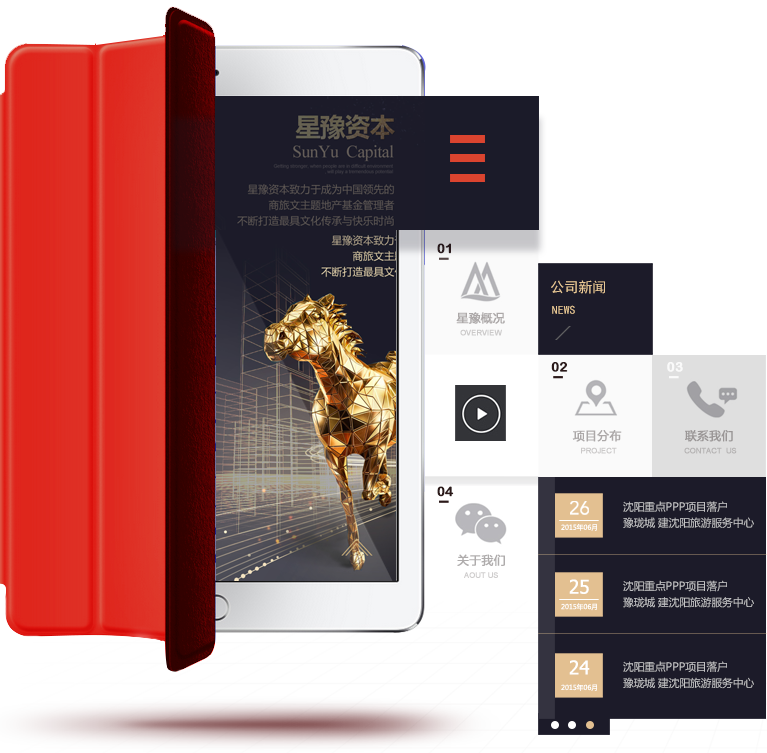 星豫资本
SunYu Capital
星豫资本致力于成为中国领先的
商旅文主题地产基金管理者
不断打造最具文化传承与快乐时尚
星豫资本致力
商旅文主
不断打造最具文
01
星豫概况
OVERVIEW
公司新闻
NEWS
02
项目分布
PROJECT
03
联系我们
CONTACT US
04
关于我们
AOUT US
26
2015年06月
沈阳重点PPP项目落户
豫珑城 建沈阳旅游服务中心
25
2015年06月
沈阳重点PPP项目落户
豫珑城 建沈阳旅游服务中心
24
2015年06月
沈阳重点PPP项目落户
豫珑城 建沈阳旅游服务中心